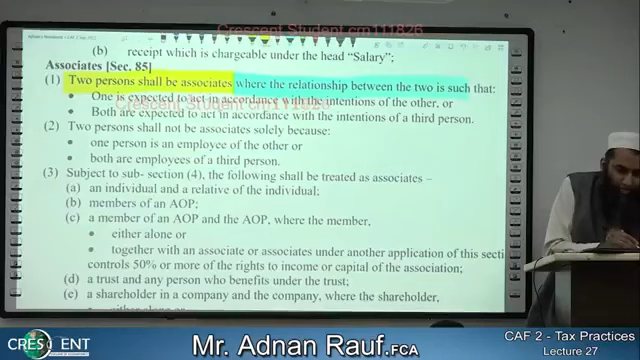 Crescent Student crn111826
(b) receipt which is chargeable under the head “Salary”;
Associates [Sec. 85]
(1) Two persons shall be associates where the relationship between the two is such that:
• One is expected to act in accordance with the intentions of the other, or
Crescent Student crn111826
• Both are expected to act in accordance with the intentions of a third person.
(2) Two persons shall not be associates solely because:
• one person is an employee of the other or
• both are employees of a third person.
(3) Subject to sub- section (4), the following shall be treated as associates –
(a) an individual and a relative of the individual;
(b) members of an AOP;
(c) a member of an AOP and the AOP, where the member,
• either alone or
• together with an associate or associates under another application of this secti
controls 50% or more of the rights to income or capital of the association;
(d) a trust and any person who benefits under the trust;
(e) a shareholder in a company and the company, where the shareholder,
CRESCENT
Mr. Adnan Rauf.FCA
CAF 2 - Tax Practices
Lecture 27